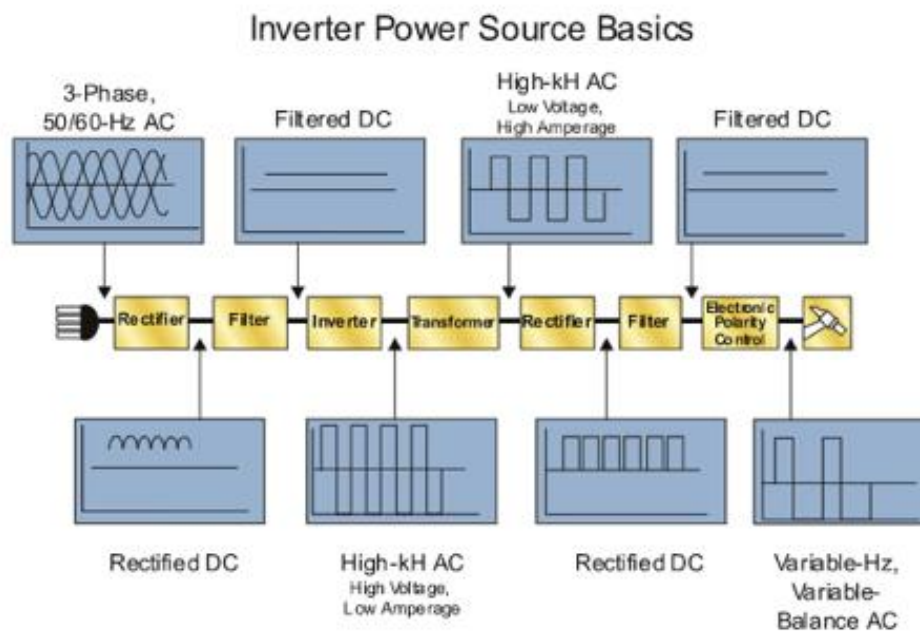 Inverter Power Source Basics
3-Phase,
50/60-Hz AC
Filtered DC
High-kH AC
Low Voltage,
High Amperage
Filtered DC
Rectifier
Filter
Inverter
Transformer
Rectifier
Filter
Electronic
Polarity
Control
Rectified DC
High-kH AC
High Voltage,
Low Amperage
Rectified DC
Variable-Hz,
Variable-
Balance AC